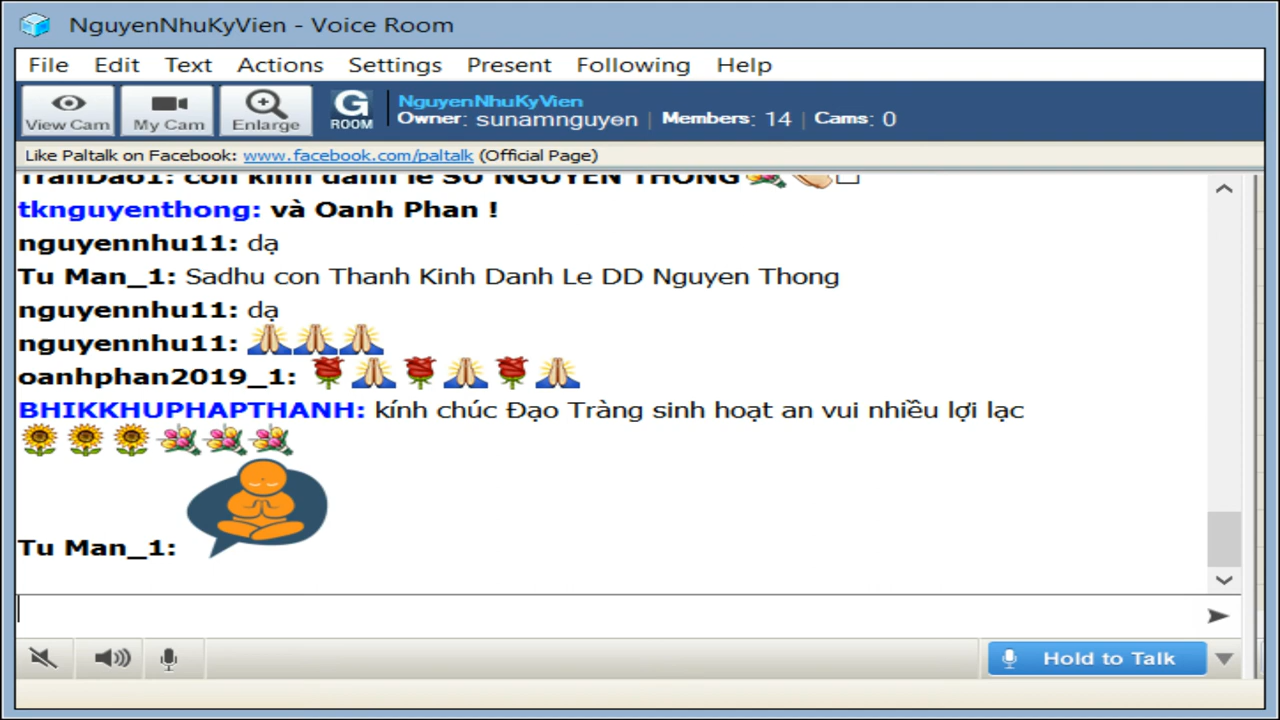 NguyenNhuKyVien - Voice Room
File Edit Text Actions Settings Present Following Help
View Cam My Cam Enlarge G ROOM
NguyenNhuKyVien
Owner: sunamnguyen | Members: 14 | Cams: 0
Like Paltalk on Facebook: www.facebook.com/paltalk (Official Page)
TranDao1: con kinh danh le SU NGUYEN THONG
tknguyenthong: và Oanh Phan !
nguyennhu11: dạ
Tu Man_1: Sadhu con Thanh Kinh Danh Le DD Nguyen Thong
nguyennhu11: dạ
nguyennhu11:
oanhphan2019_1:
BHIKKHUPHAPTHANH: kính chúc Đạo Tràng sinh hoạt an vui nhiều lợi lạc
Tu Man_1:
Hold to Talk